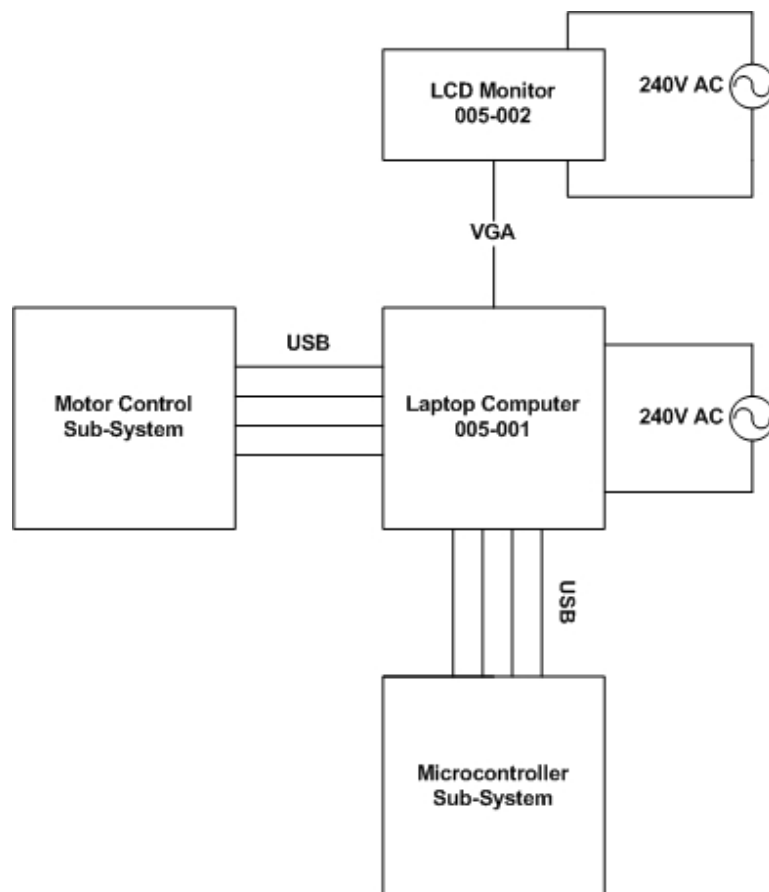 LCD Monitor
005-002
240V AC
VGA
USB
Motor Control
Sub-System
Laptop Computer
005-001
240V AC
USB
Microcontroller
Sub-System